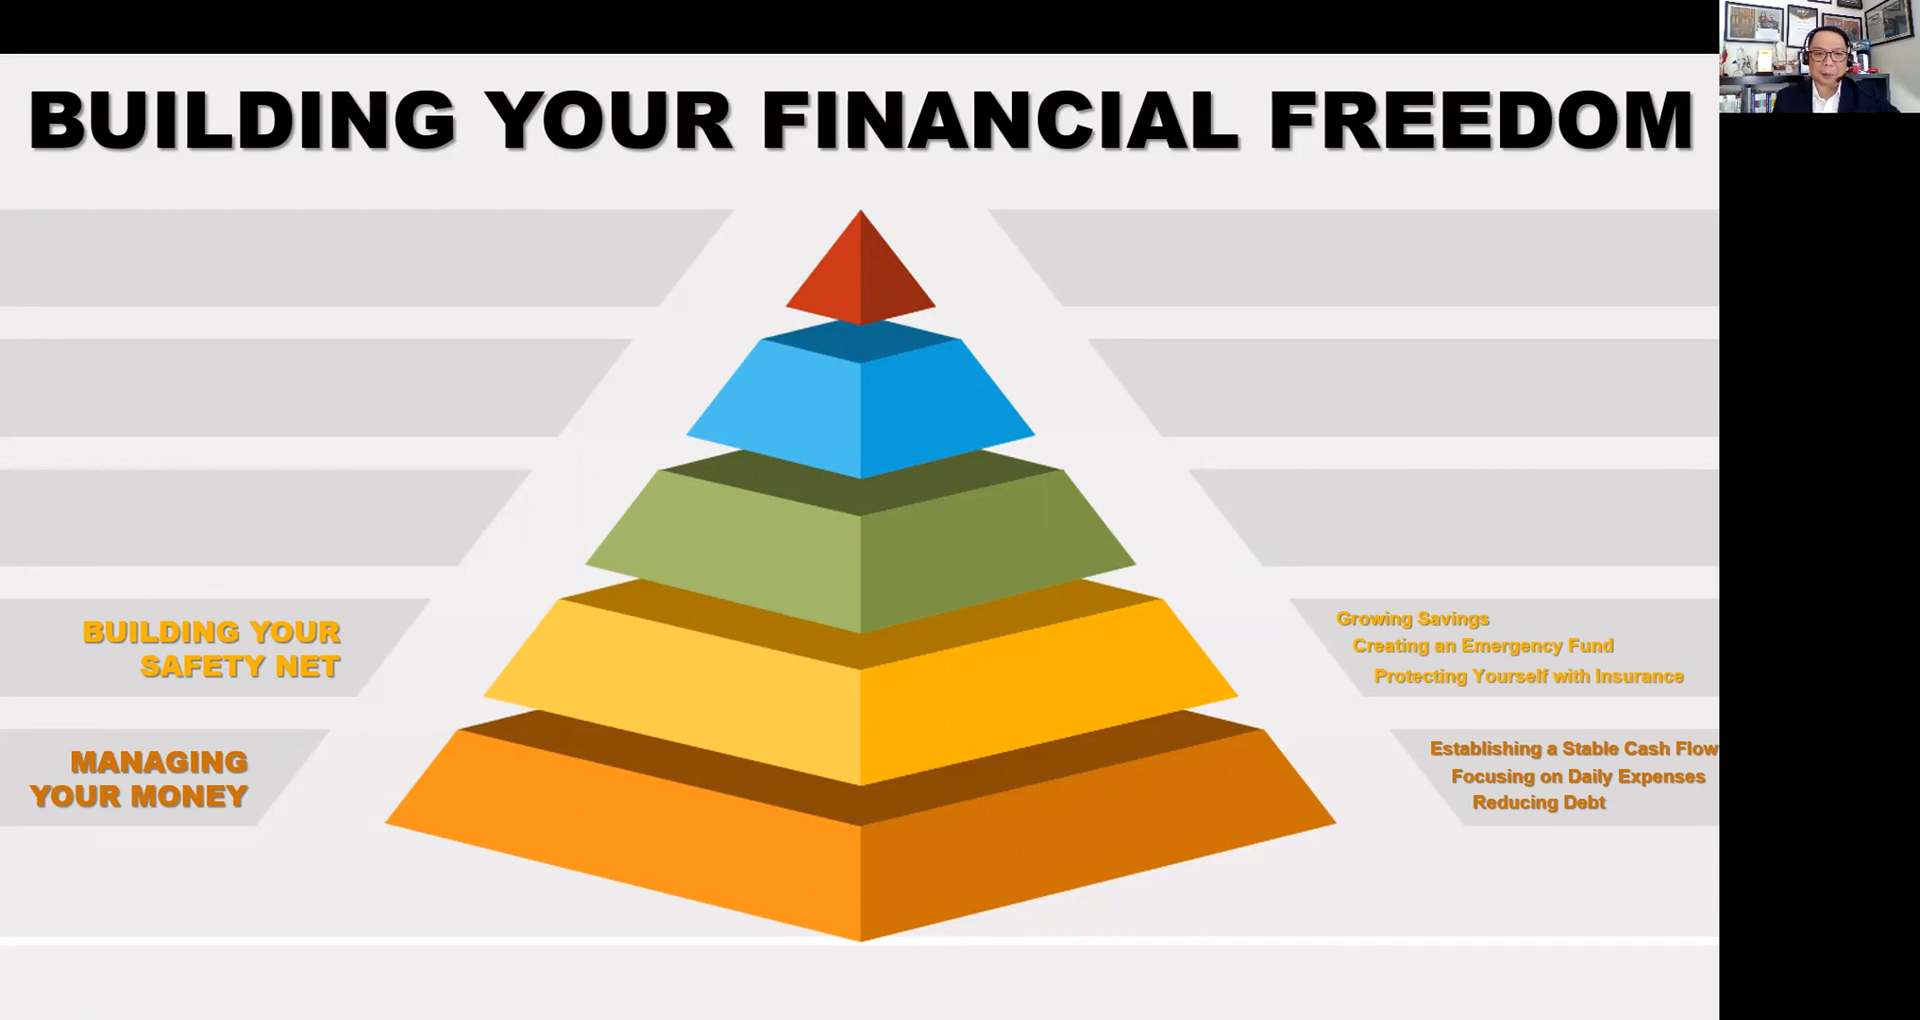 BUILDING YOUR FINANCIAL FREEDOM
BUILDING YOUR
SAFETY NET
Growing Savings
Creating an Emergency Fund
Protecting Yourself with Insurance
MANAGING
YOUR MONEY
Establishing a Stable Cash Flow
Focusing on Daily Expenses
Reducing Debt